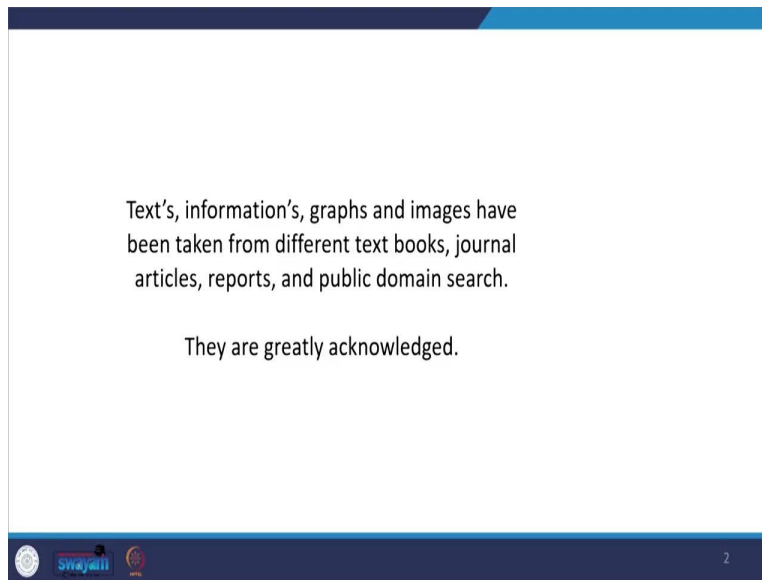 Text's, information's, graphs and images have
been taken from different text books, journal
articles, reports, and public domain search.
They are greatly acknowledged.
swayam
2